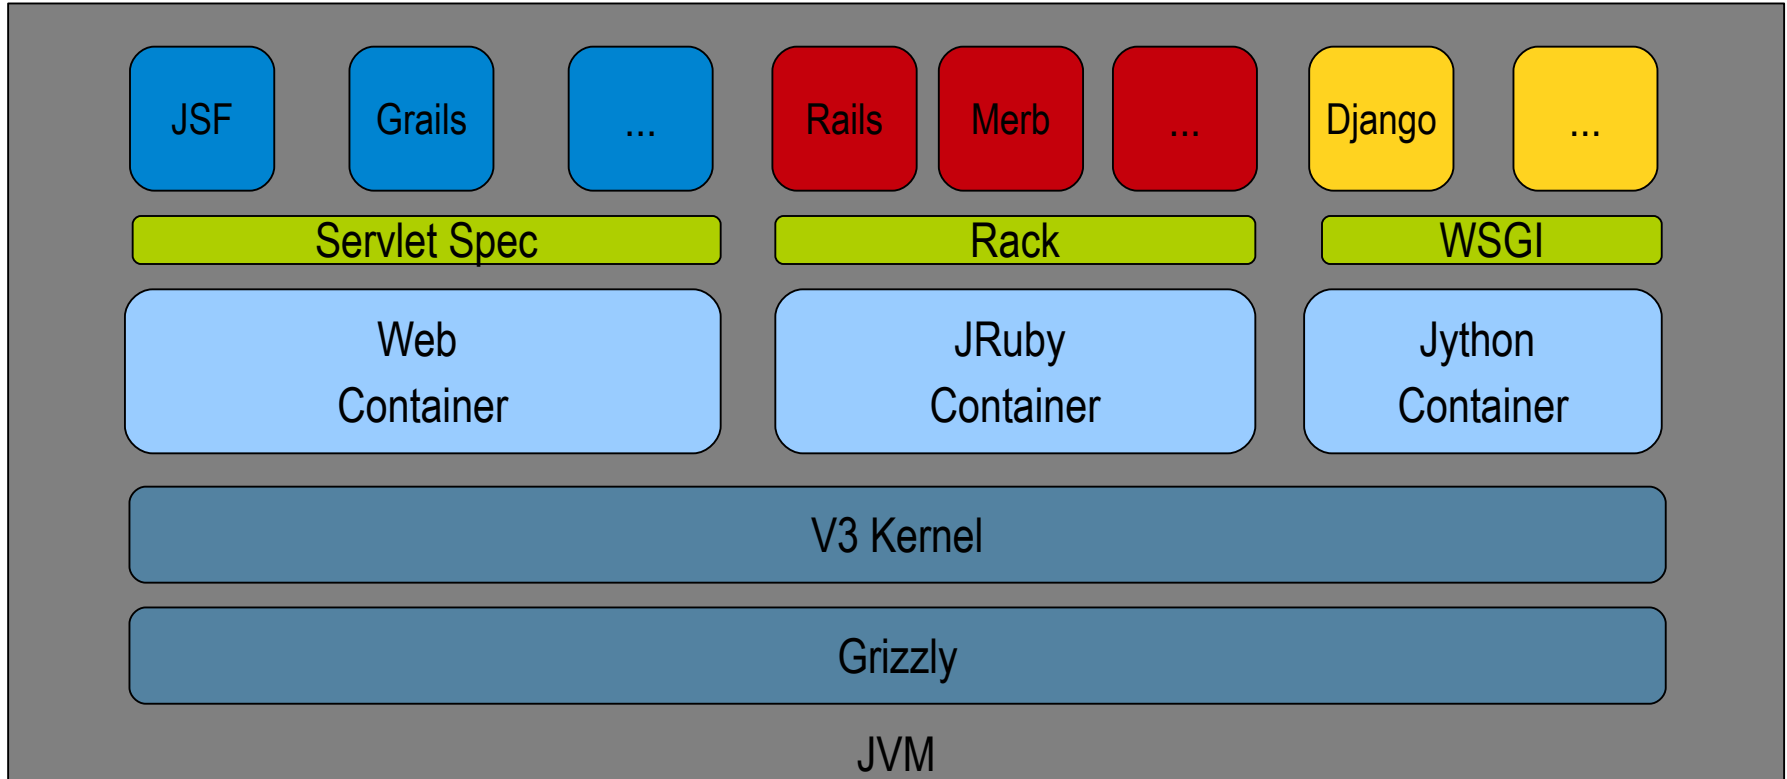 JSF
Grails
...
Rails
Merb
...
Django
...
Servlet Spec
Rack
WSGI
Web
Container
JRuby
Container
Jython
Container
V3 Kernel
Grizzly
JVM